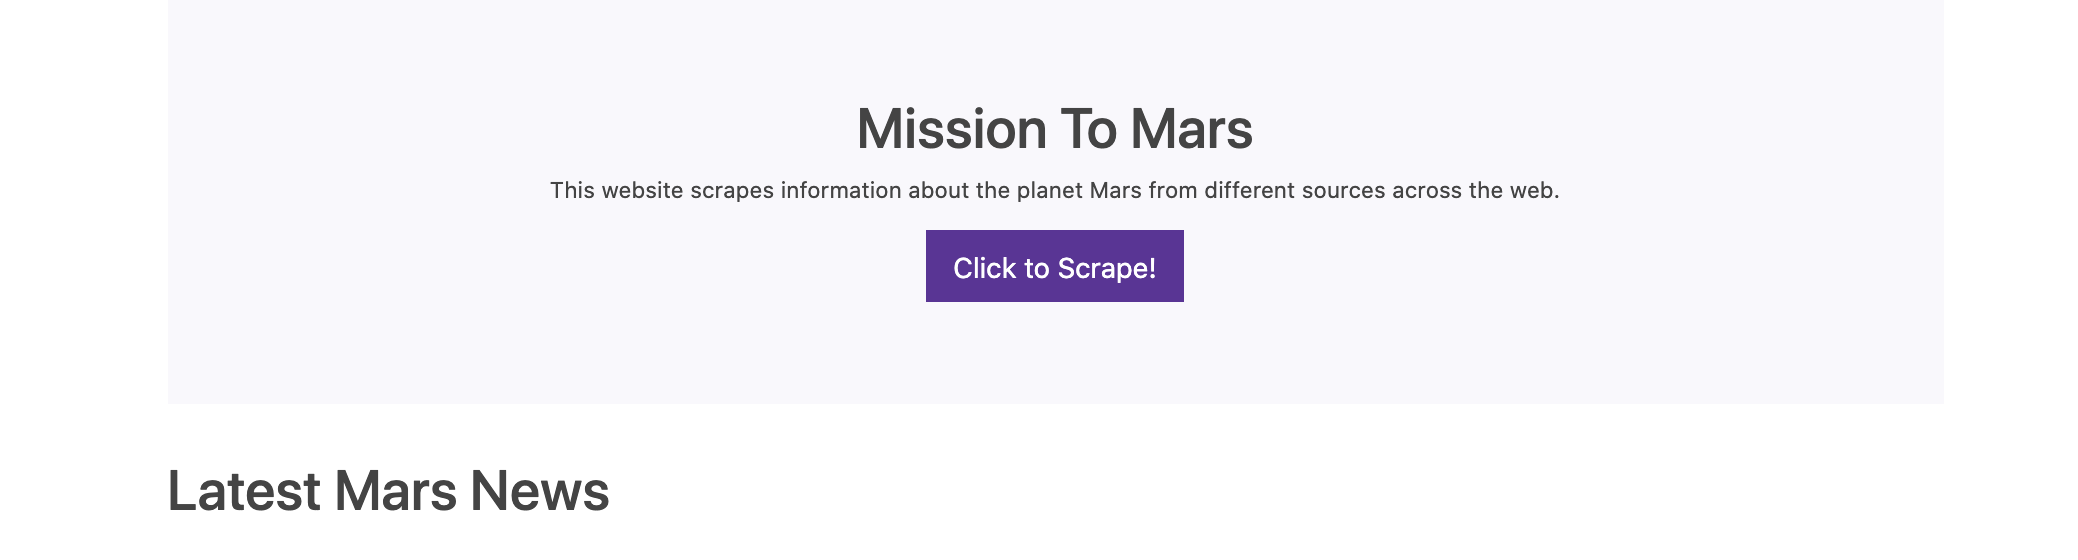 Mission To Mars
This website scrapes information about the planet Mars from different sources across the web.
Click to Scrape!
Latest Mars News